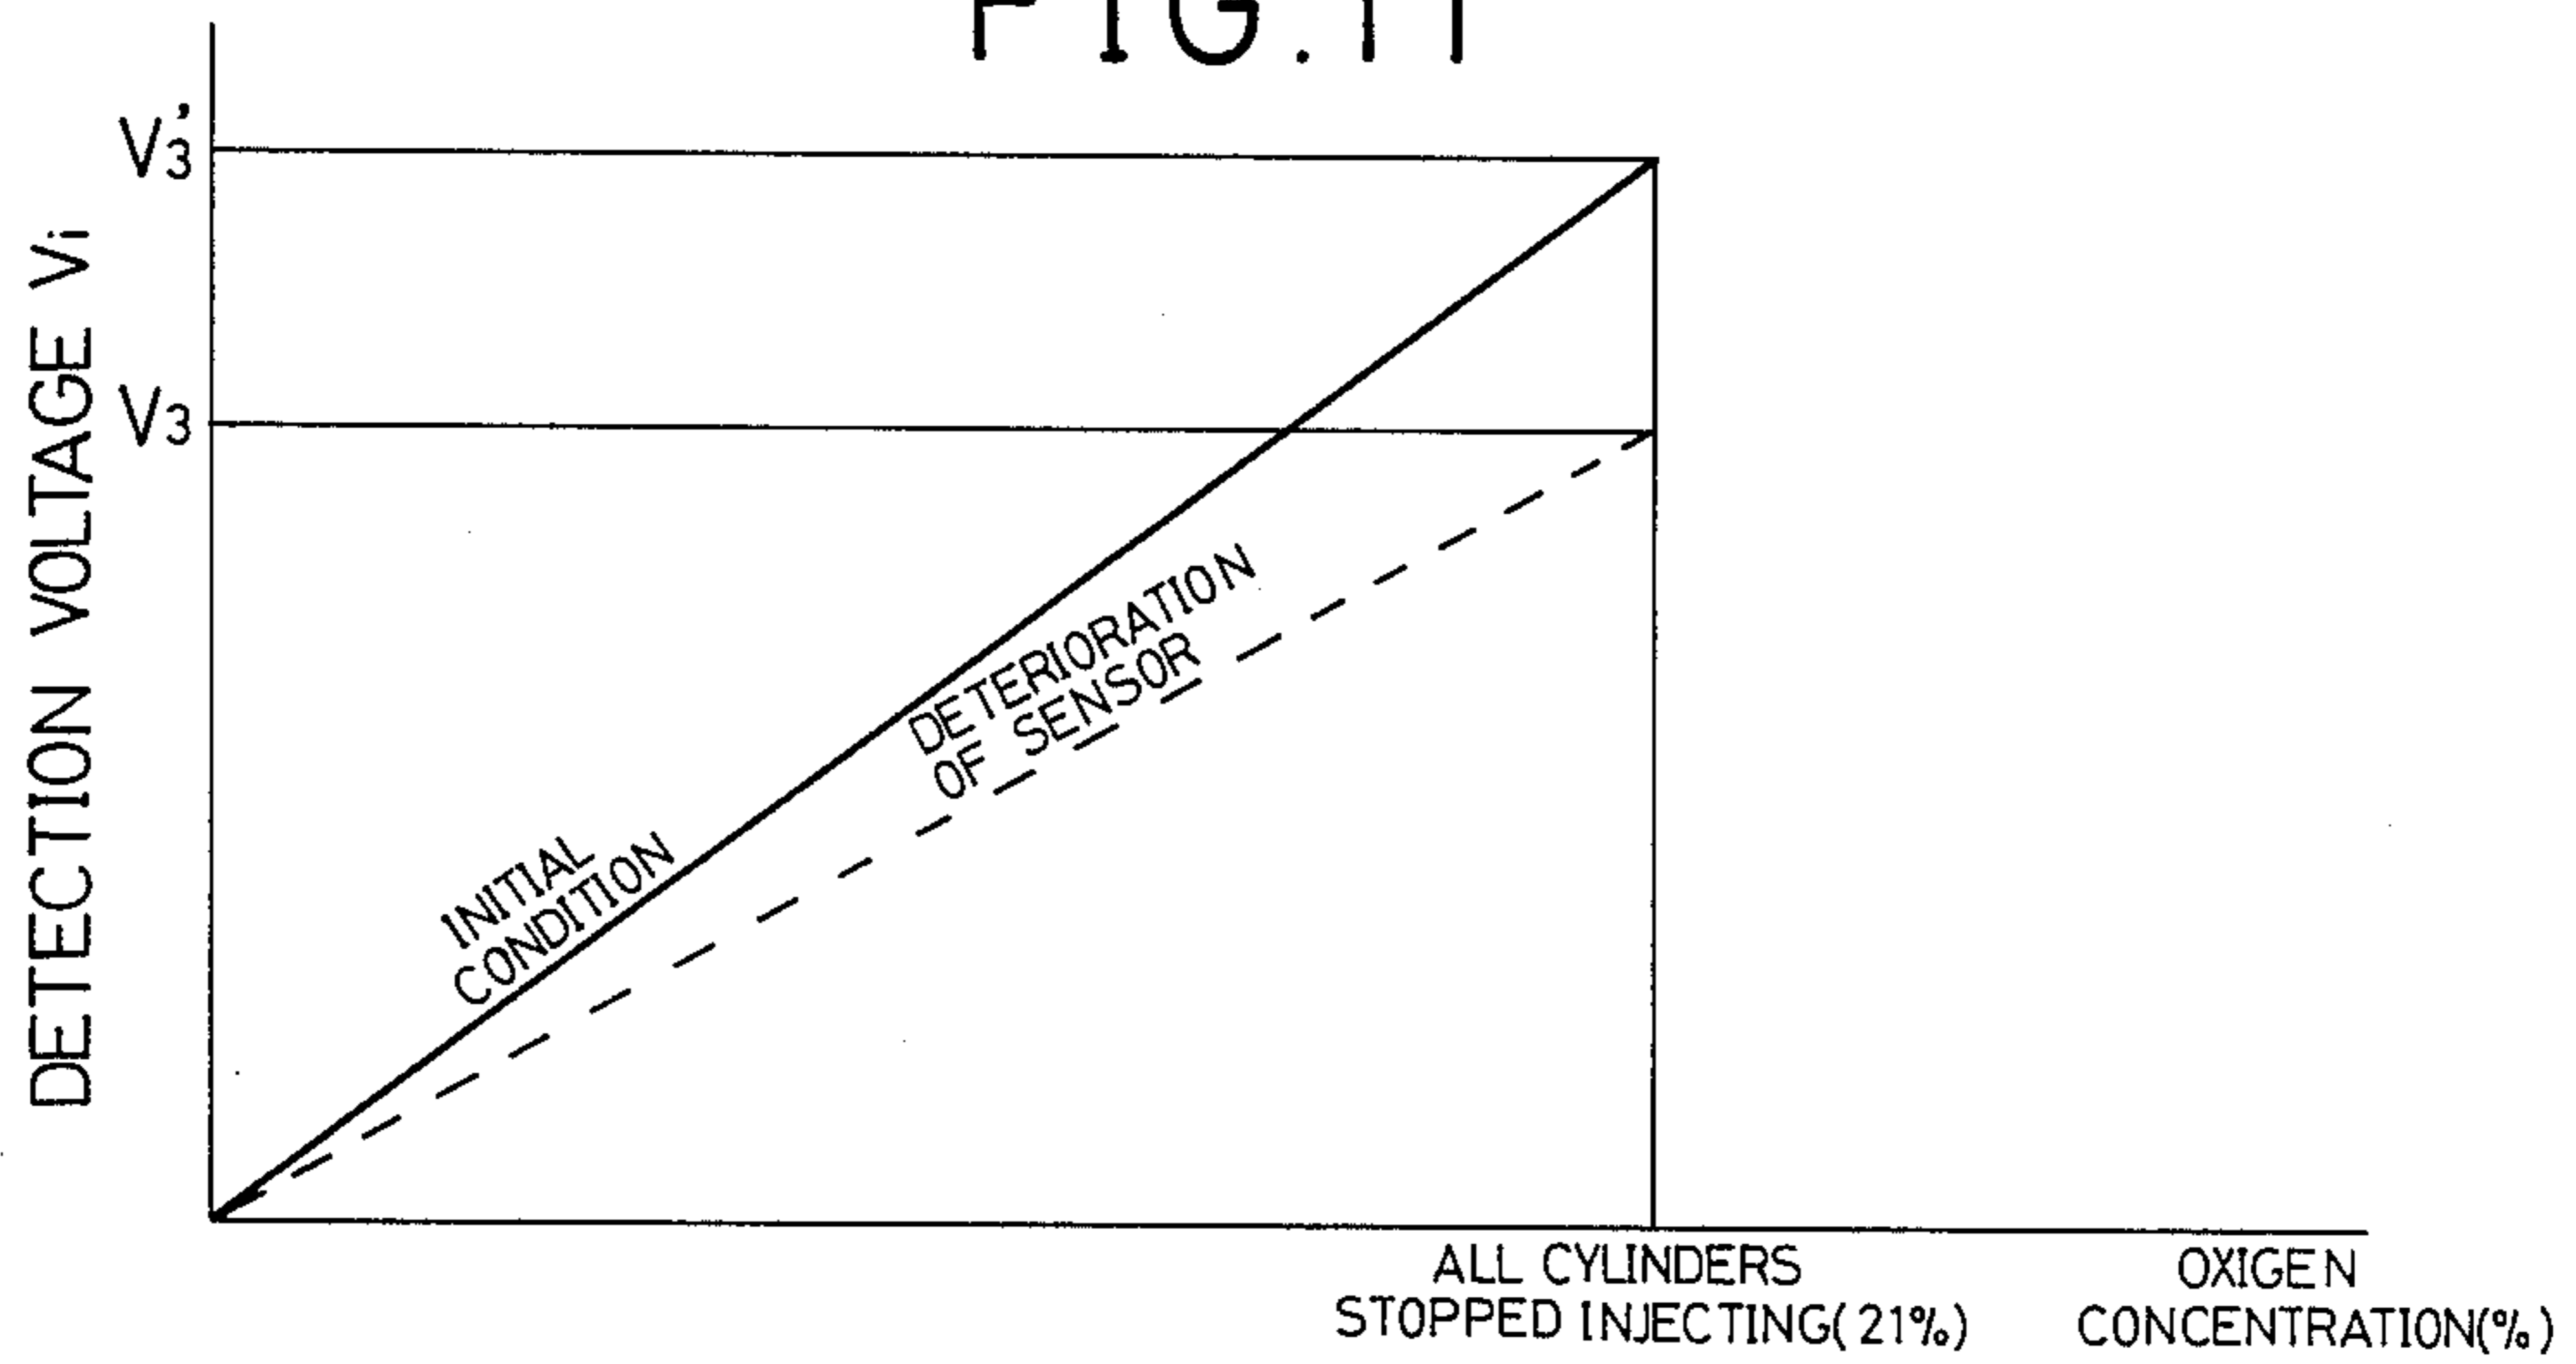 FIG.11
V3'
V3
DETECTION VOLTAGE Vi
INITIAL
CONDITION
DETERIORATION
OF SENSOR
ALL CYLINDERS
STOPPED INJECTING(21%)
OXIGEN
CONCENTRATION(%)